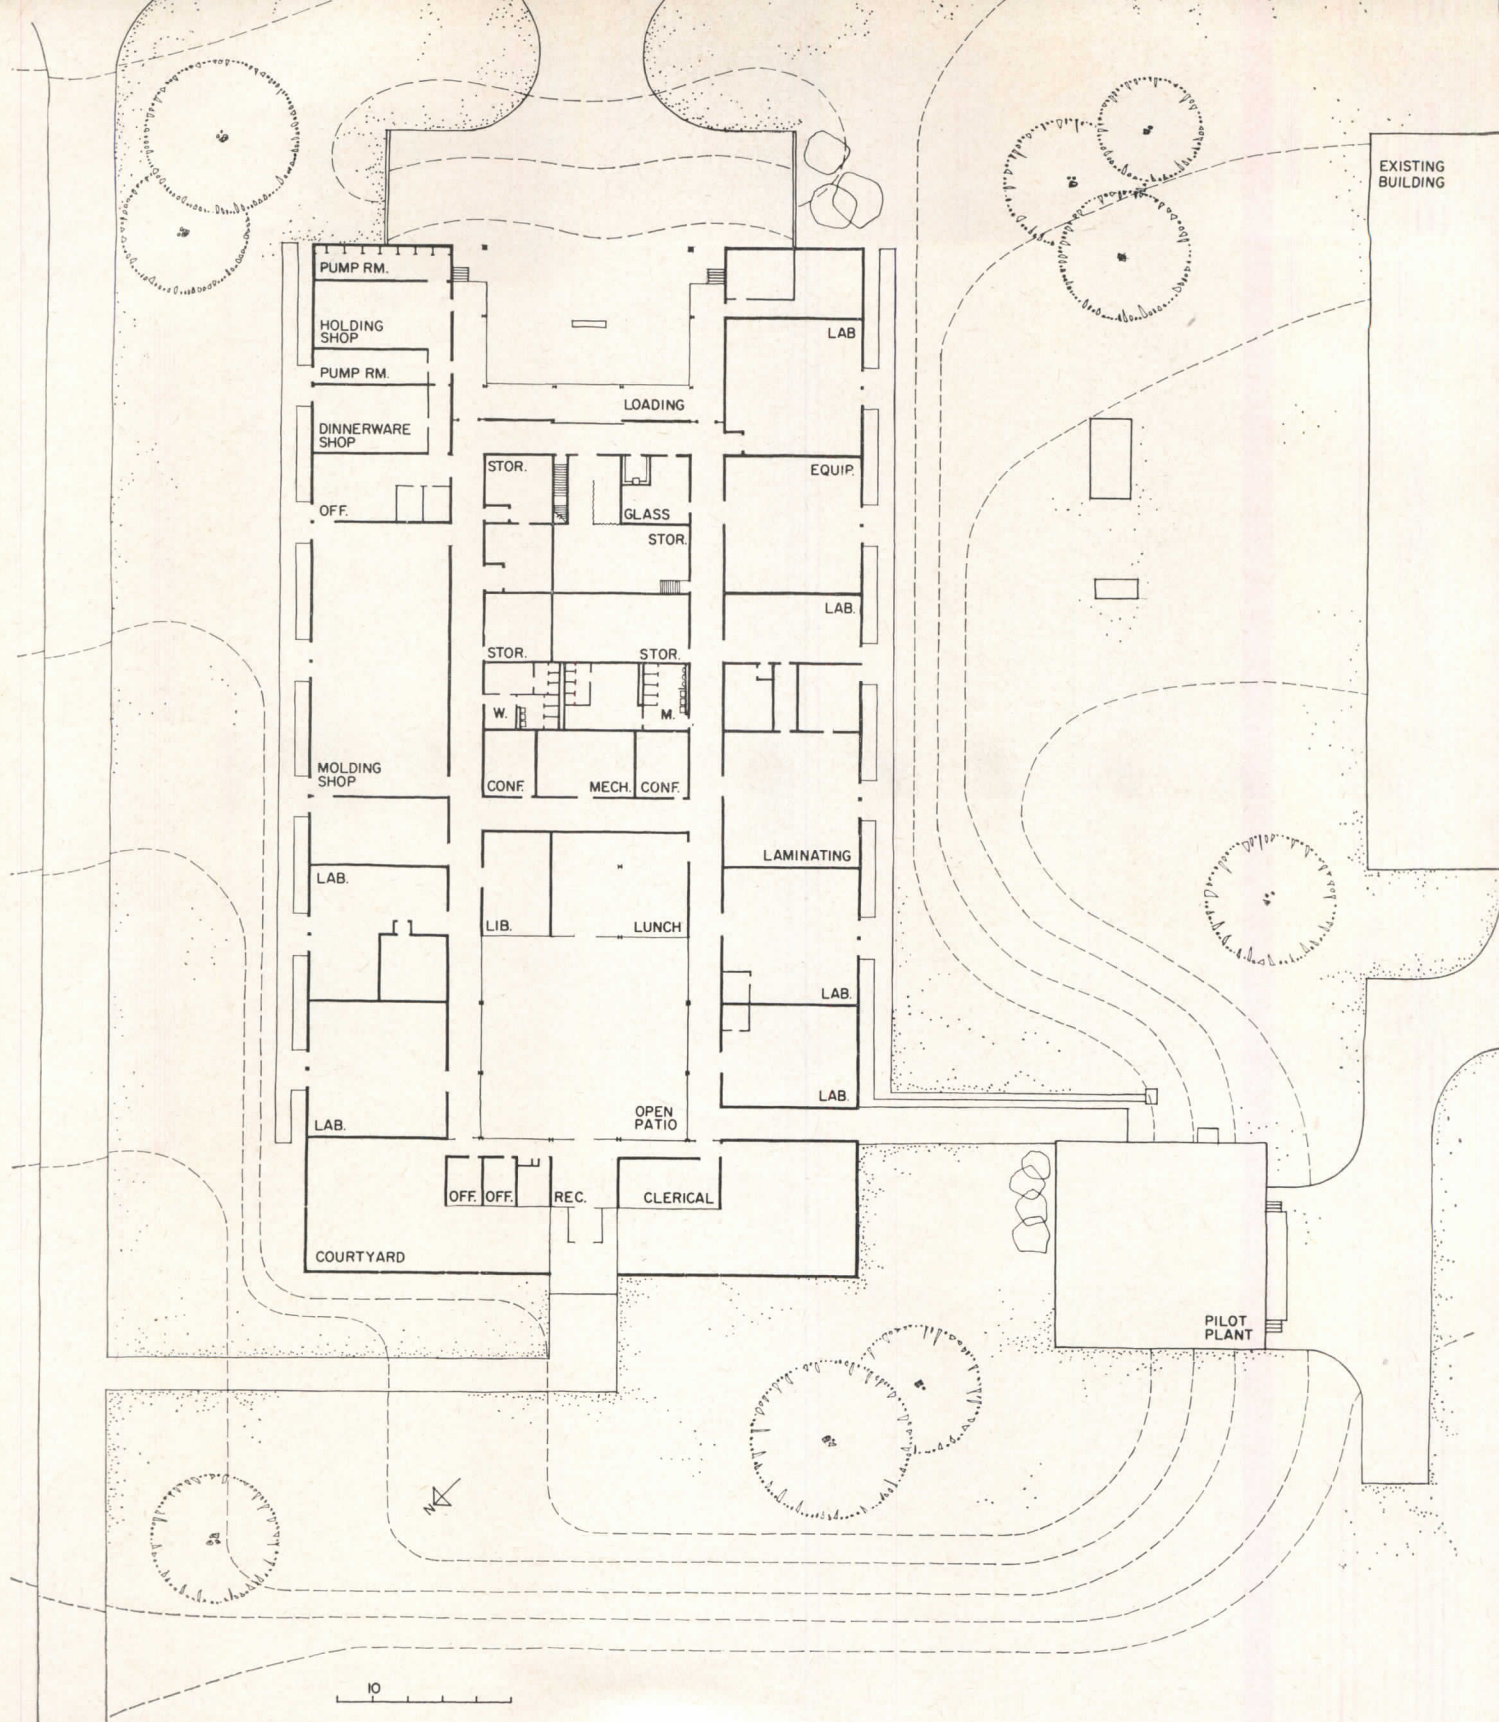 EXISTING
BUILDING
PUMP RM.
HOLDING
SHOP
LAB
PUMP RM.
LOADING
DINNERWARE
SHOP
STOR.
EQUIP.
OFF.
GLASS
STOR.
LAB.
STOR.
STOR.
W.
M.
MOLDING
SHOP
CONF.
MECH.
CONF.
LAMINATING
LAB.
LIB.
LUNCH
LAB.
LAB.
OPEN
PATIO
LAB.
OFF.
OFF.
REC.
CLERICAL
COURTYARD
PILOT
PLANT
N
10